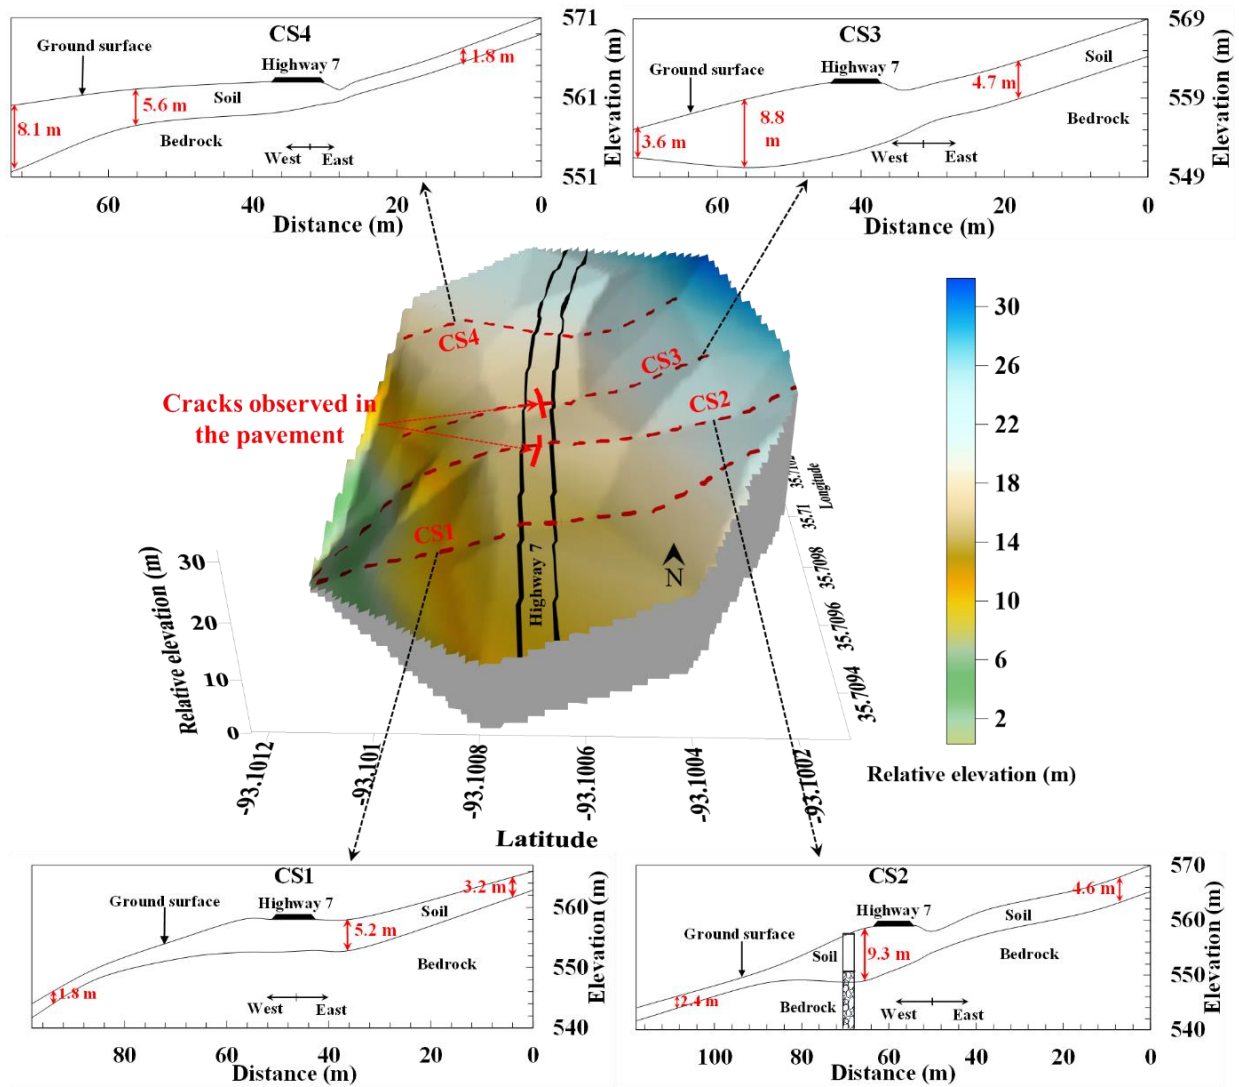 CS4
Ground surface
Highway 7
1.8 m
5.6 m
Soil
8.1 m
Bedrock
West
East
571
561
551
Elevation (m)
60
40
20
0
Distance (m)
CS3
Ground surface
Highway 7
Soil
4.7 m
8.8
m
3.6 m
Bedrock
West
East
569
559
549
Elevation (m)
60
40
20
0
Distance (m)
CS4
CS3
CS2
CS1
Cracks observed in
the pavement
Highway 7
N
Relative elevation (m)
30
20
10
0
-93.1012
-93.101
-93.1008
-93.1006
-93.1004
-93.1002
Latitude
Longitude
35.71
35.7098
35.7096
35.7094
30
26
22
18
14
10
6
2
Relative elevation (m)
CS1
3.2 m
Ground surface
Highway 7
Soil
5.2 m
Bedrock
1.8 m
West
East
560
550
540
Elevation (m)
80
60
40
20
0
Distance (m)
CS2
4.6 m
Highway 7
Soil
Ground surface
Soil
9.3 m
Bedrock
2.4 m
Bedrock
West
East
570
560
550
540
Elevation (m)
100
80
60
40
20
0
Distance (m)